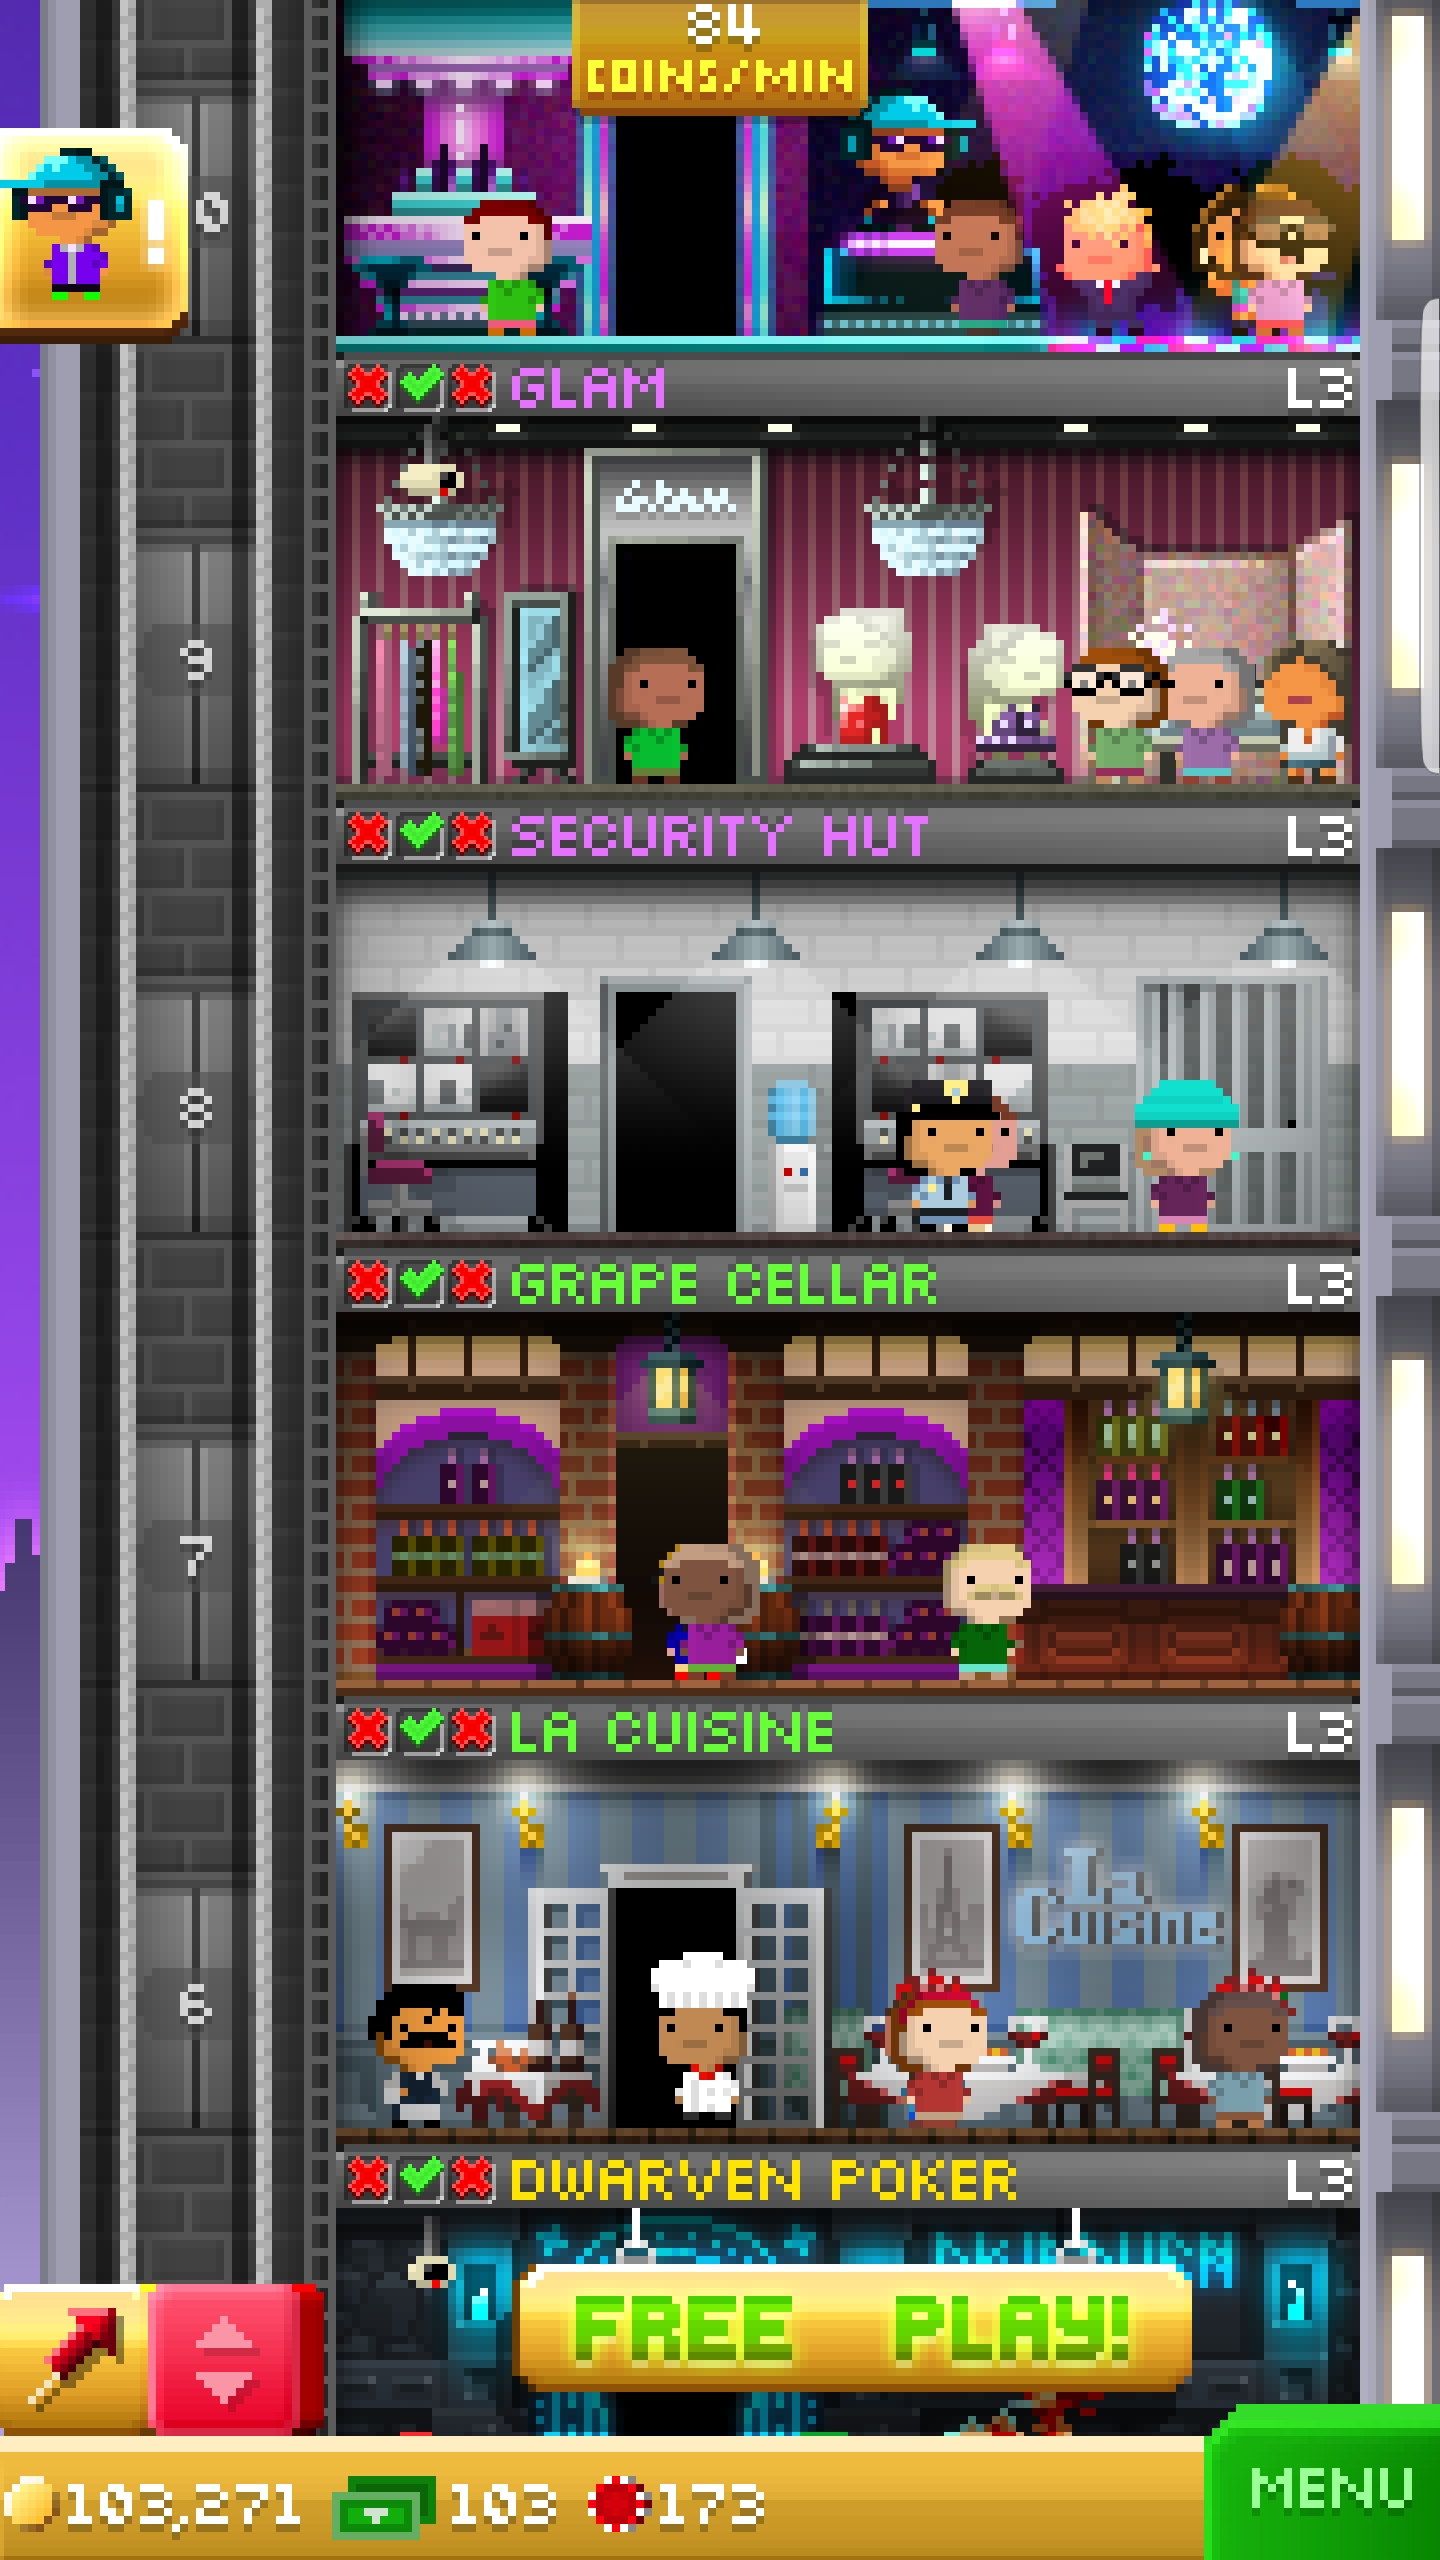 84
COINS/MIN
!
0
GLAM L3
Glam
9
SECURITY HUT L3
8
GRAPE CELLAR L3
7
LA CUISINE L3
La
Cuisine
6
DWARVEN POKER L3
FREE PLAY!
103,271 103 173
MENU